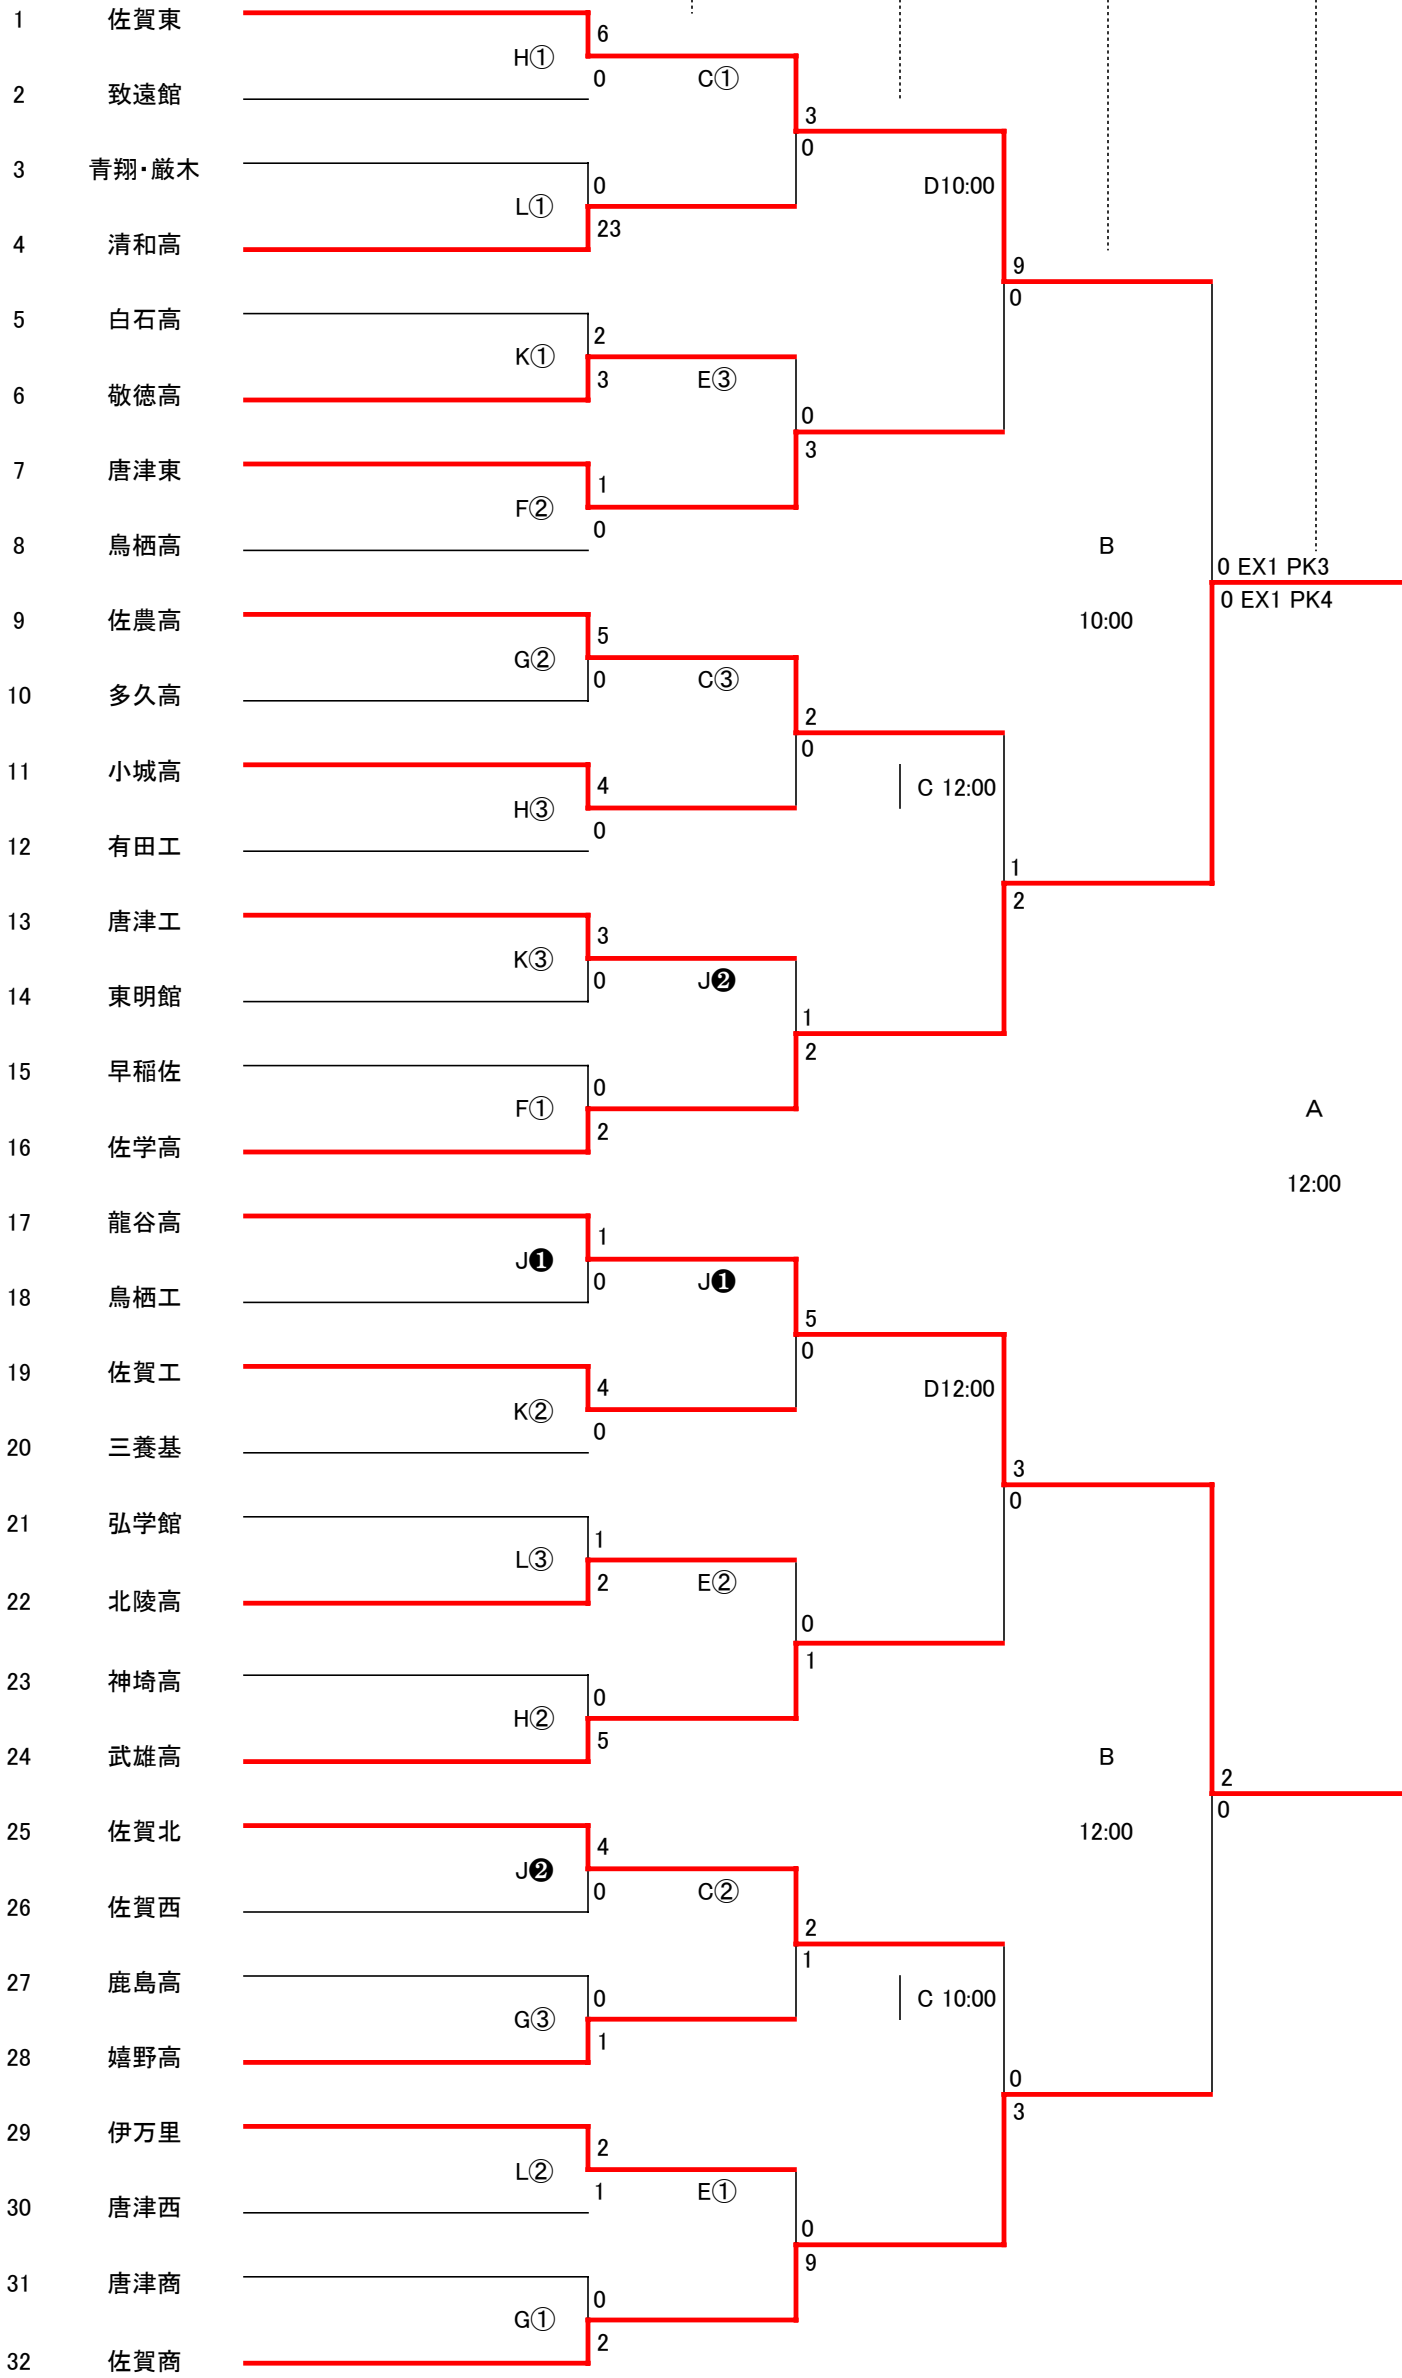 1 佐賀東
6
H①
0 C①
2 致遠館
3
0
3 青翔・厳木
0 D10:00
L①
23
4 清和高
9
0
5 白石高
2
K①
3 E③
6 敬徳高
0
3
7 唐津東
1
F②
0
8 鳥栖高 B
0 EX1 PK3
0 EX1 PK4
9 佐農高 10:00
5
G②
0 C③
10 多久高
2
0
11 小城高
4 C 12:00
H③
0
12 有田工
1
2
13 唐津工
3
K③
0 J❷
14 東明館
1
2
15 早稲佐
0
F① A
2
16 佐学高
12:00
17 龍谷高
1
J❶
0 J❶
18 鳥栖工
5
0
19 佐賀工
4 D12:00
K②
0
20 三養基
3
0
21 弘学館
1
L③
2 E②
22 北陵高
0
1
23 神埼高
0
H②
5
24 武雄高 B
2
0
25 佐賀北 12:00
4
J❷
0 C②
26 佐賀西
2
1
27 鹿島高
0 C 10:00
G③
1
28 嬉野高
0
3
29 伊万里
2
L②
1 E①
30 唐津西
0
9
31 唐津商
0
G①
2
32 佐賀商